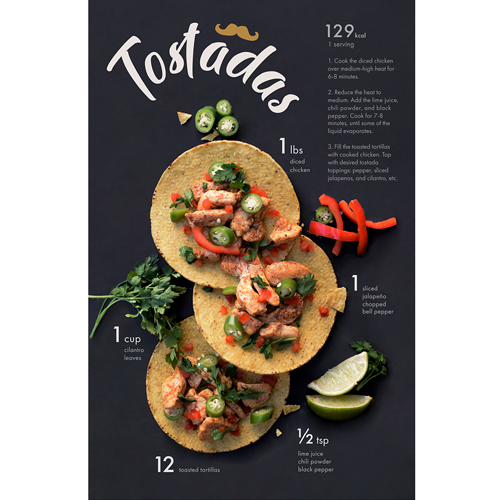 Tostadas
129 kcal
1 serving
1. Cook the diced chicken
over medium-high heat for
6-8 minutes.
2. Reduce the heat to
medium. Add the lime juice,
chili powder, and black
pepper. Cook for 7-8
minutes, until some of the
liquid evaporates.
3. Fill the toasted tortillas
with cooked chicken. Top
with desired tostada
toppings: pepper, sliced
jalapenos, and cilantro, etc.
1 lbs
diced
chicken
1 sliced
jalapeño
chopped
bell pepper
1 cup
cilantro
leaves
½ tsp
lime juice
chili powder
black pepper
12 toasted tortillas